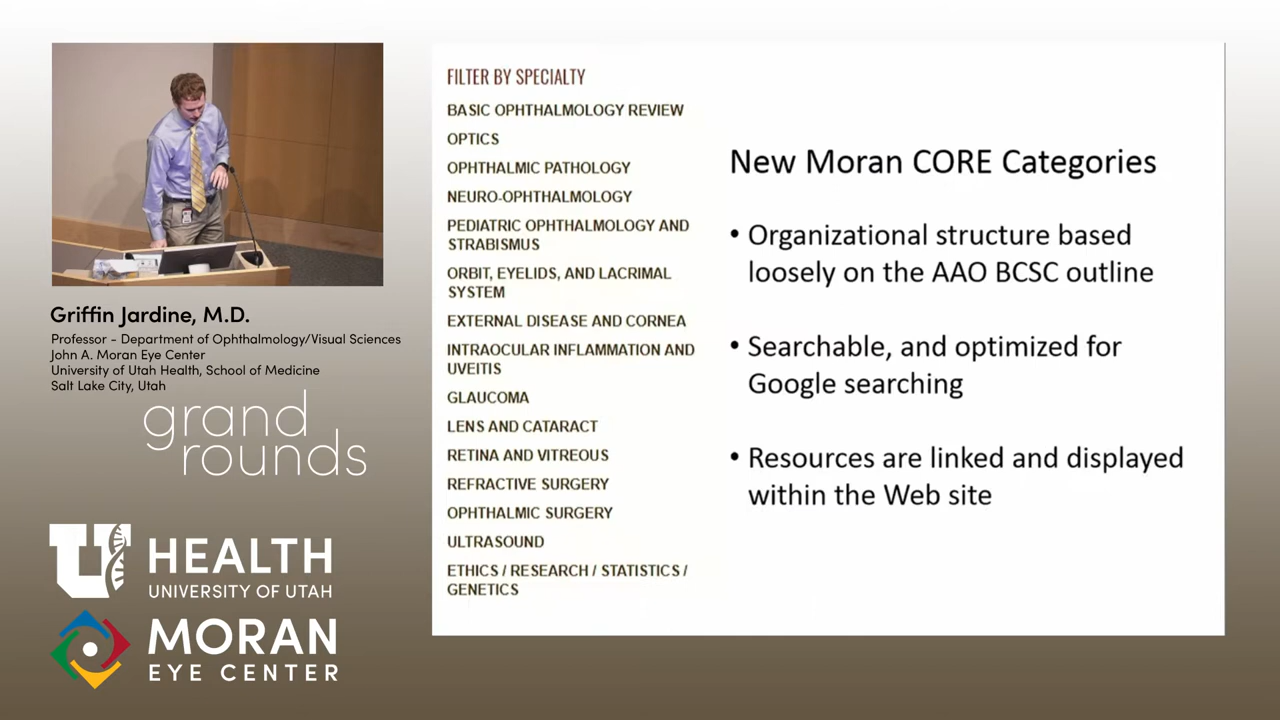 Griffin Jardine, M.D.
Professor - Department of Ophthalmology/Visual Sciences
John A. Moran Eye Center
University of Utah Health, School of Medicine
Salt Lake City, Utah
grand
rounds
U HEALTH
UNIVERSITY OF UTAH
MORAN
EYE CENTER
FILTER BY SPECIALTY
BASIC OPHTHALMOLOGY REVIEW
OPTICS
OPHTHALMIC PATHOLOGY
NEURO-OPHTHALMOLOGY
PEDIATRIC OPHTHALMOLOGY AND
STRABISMUS
ORBIT, EYELIDS, AND LACRIMAL
SYSTEM
EXTERNAL DISEASE AND CORNEA
INTRAOCULAR INFLAMMATION AND
UVEITIS
GLAUCOMA
LENS AND CATARACT
RETINA AND VITREOUS
REFRACTIVE SURGERY
OPHTHALMIC SURGERY
ULTRASOUND
ETHICS / RESEARCH / STATISTICS /
GENETICS
New Moran CORE Categories
• Organizational structure based
loosely on the AAO BCSC outline
• Searchable, and optimized for
Google searching
• Resources are linked and displayed
within the Web site